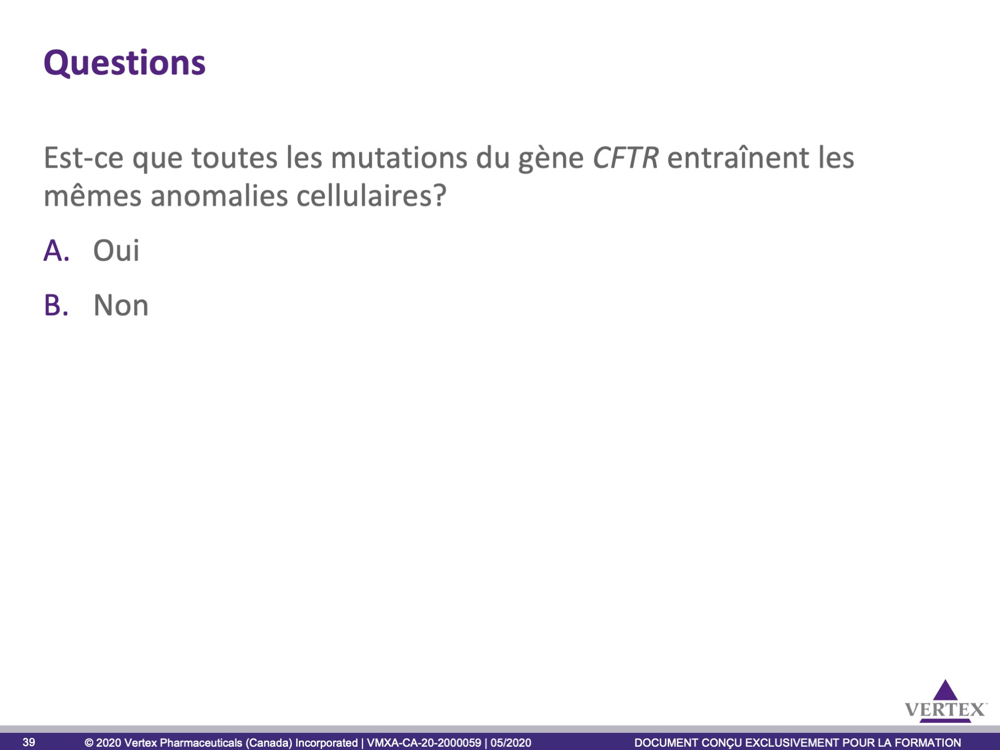 Questions
Est-ce que toutes les mutations du gène CFTR entraînent les
mêmes anomalies cellulaires?
A. Oui
B. Non
VERTEX
39 © 2020 Vertex Pharmaceuticals (Canada) Incorporated | VMXA-CA-20-2000059 | 05/2020 DOCUMENT CONÇU EXCLUSIVEMENT POUR LA FORMATION